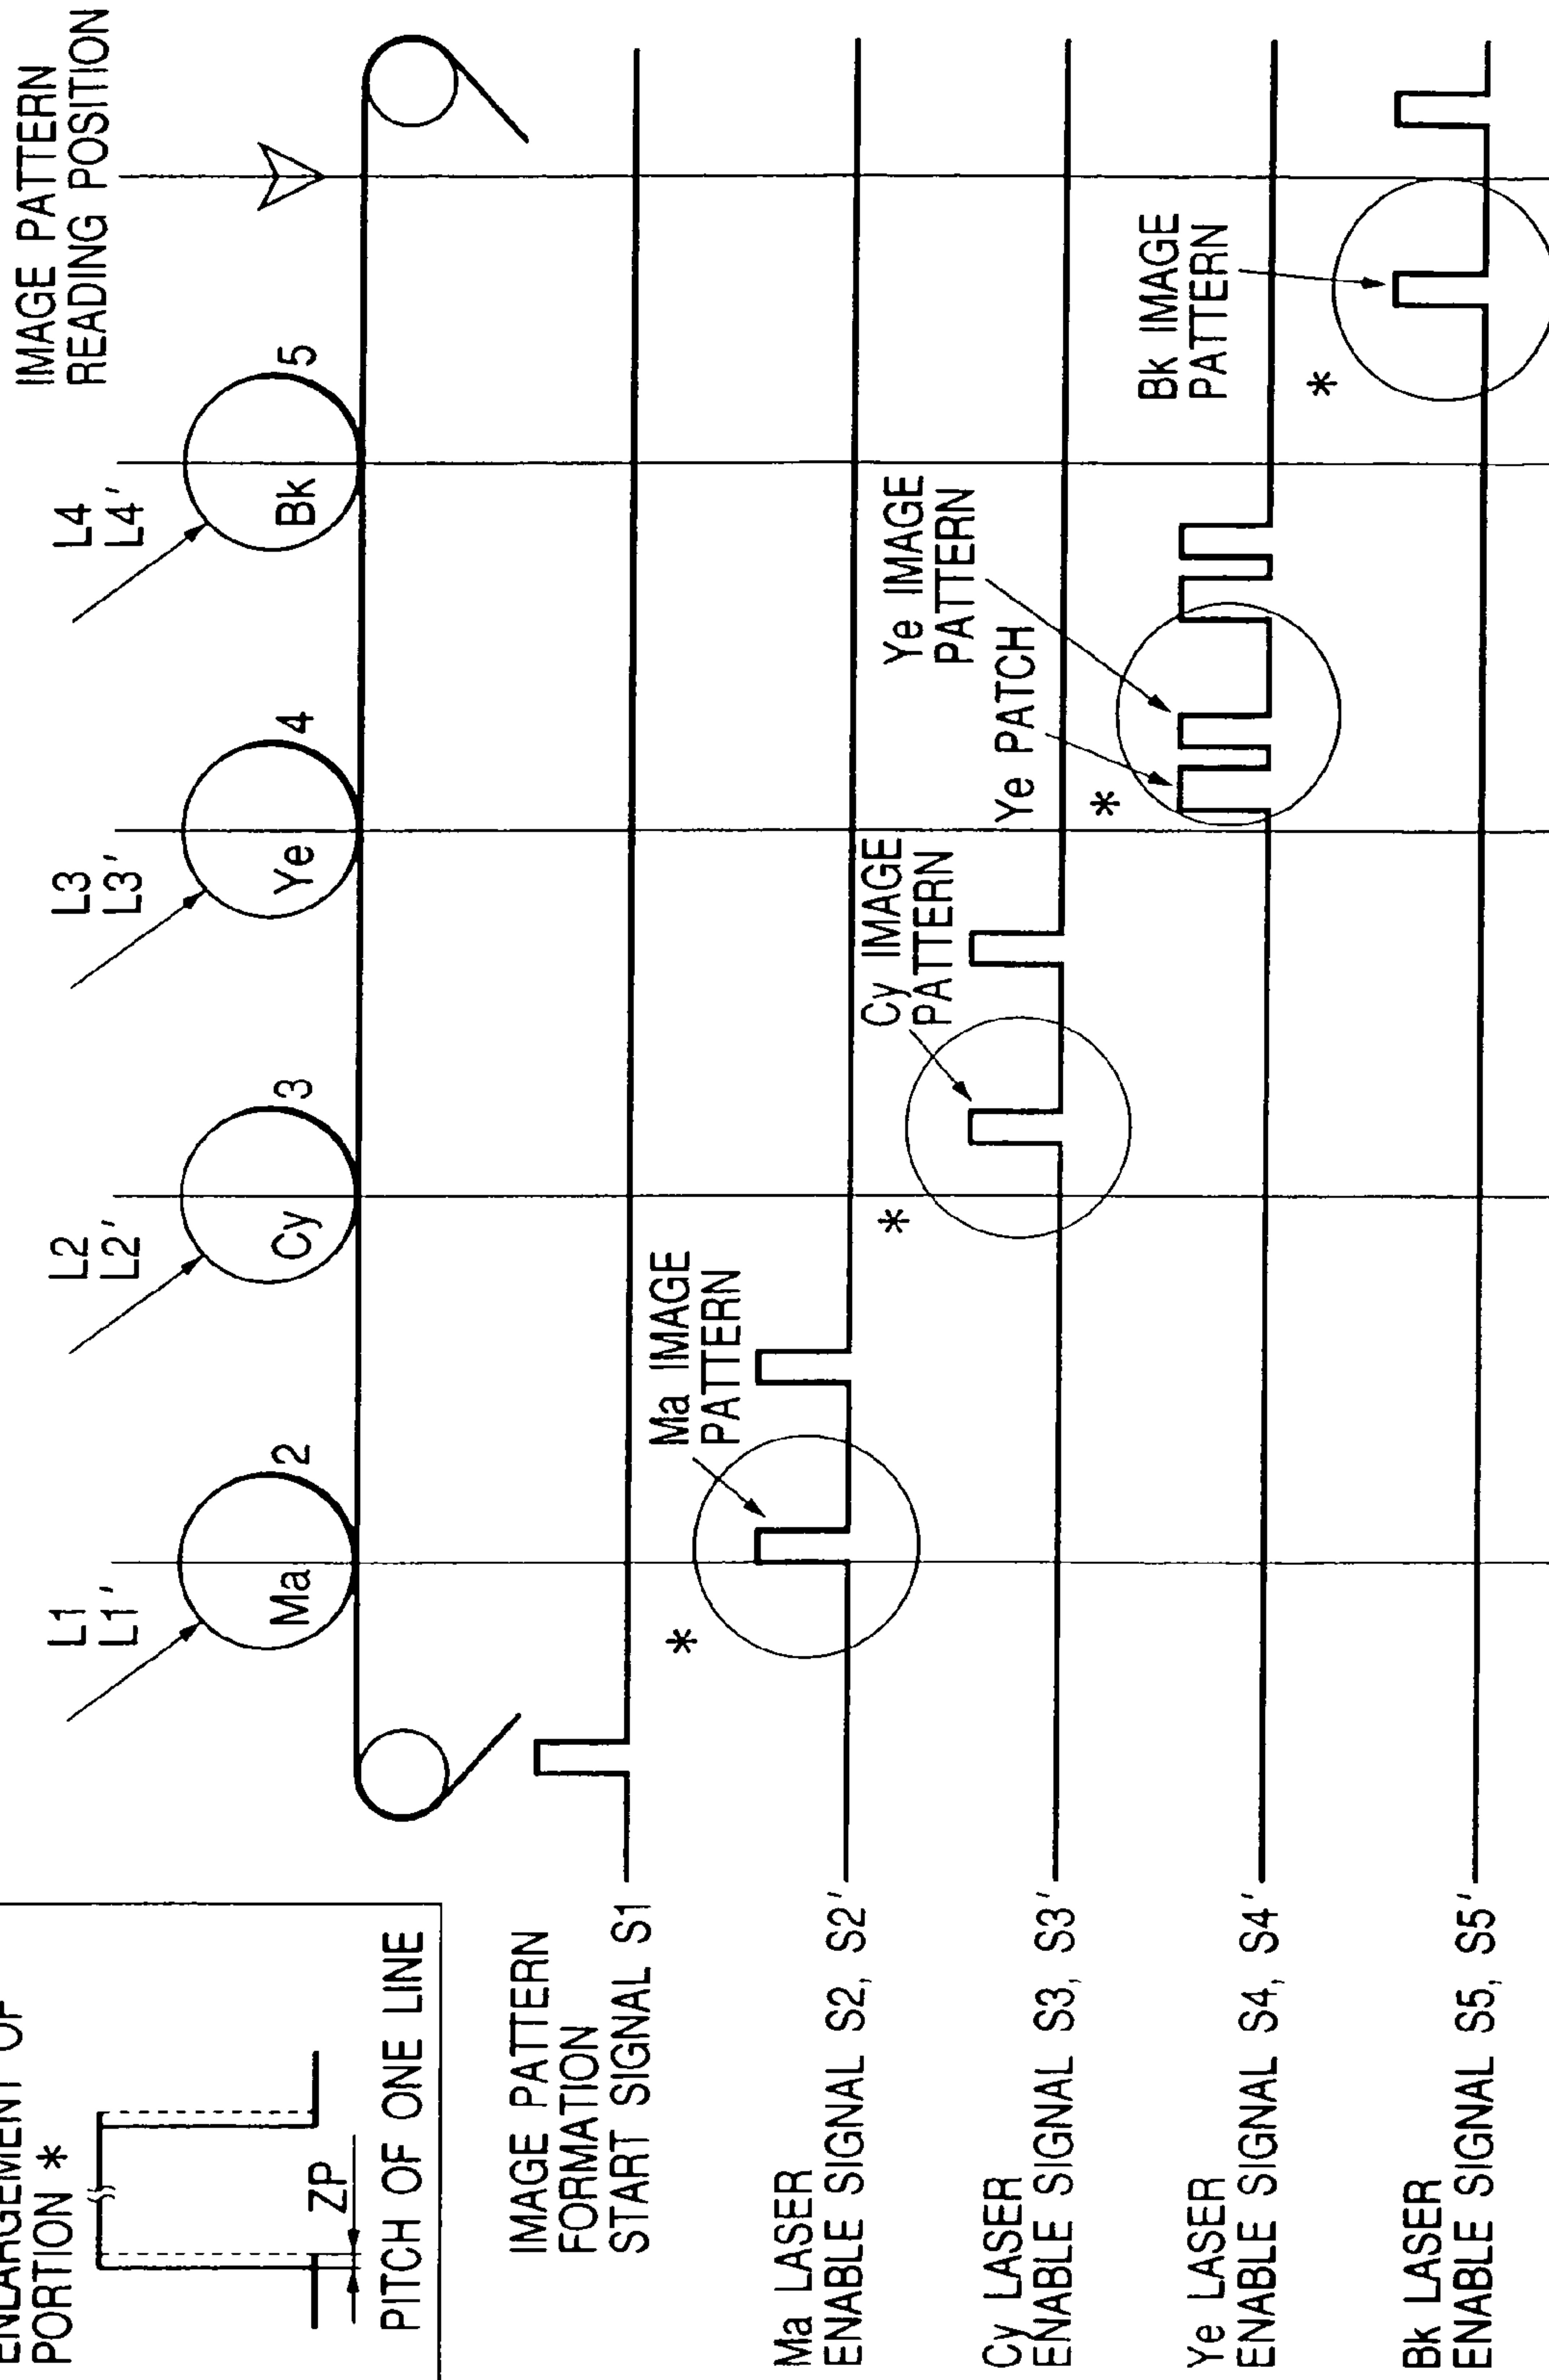 ENLARGEMENT OF
PORTION *
ZP
PITCH OF ONE LINE
L1
L1'
L2
L2'
L3
L3'
L4
L4'
IMAGE PATTERN
READING POSITION
Ma
2
Cy
3
Ye
4
Bk
5
IMAGE PATTERN
FORMATION
START SIGNAL S1
Ma LASER
ENABLE SIGNAL S2, S2'
*
Ma IMAGE
PATTERN
Cy LASER
ENABLE SIGNAL S3, S3'
*
Cy IMAGE
PATTERN
Ye LASER
ENABLE SIGNAL S4, S4'
*
Ye PATCH
Ye IMAGE
PATTERN
Bk LASER
ENABLE SIGNAL S5, S5'
*
Bk IMAGE
PATTERN